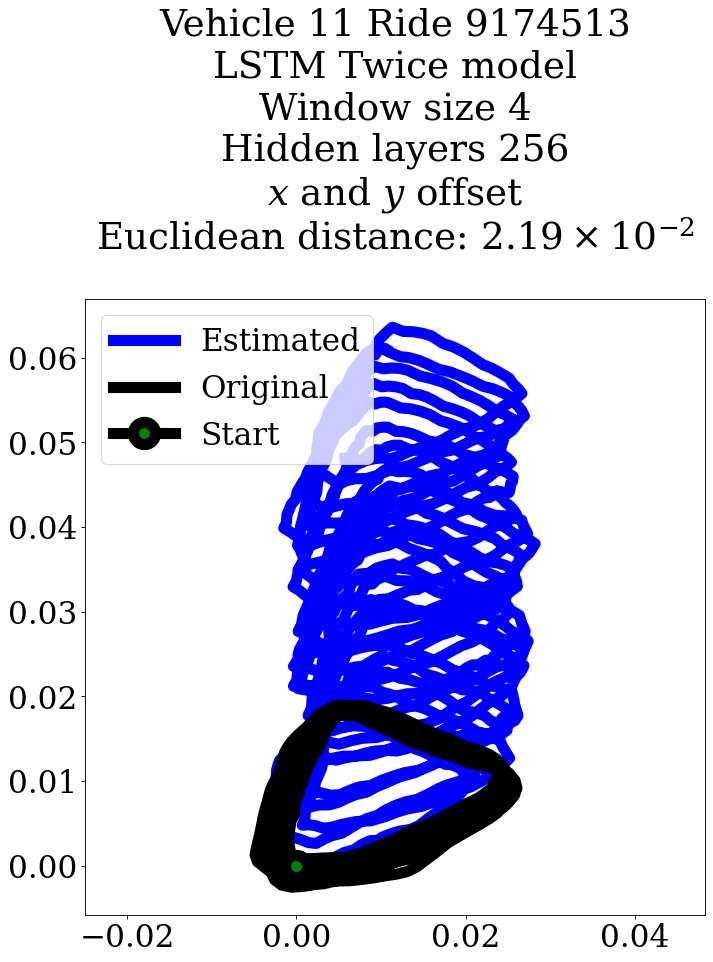 Vehicle 11 Ride 9174513
LSTM Twice model
Window size 4
Hidden layers 256
x and y offset
Euclidean distance: 2.19 × 10⁻²
Estimated
Original
Start
0.06
0.05
0.04
0.03
0.02
0.01
0.00
−0.02 0.00 0.02 0.04